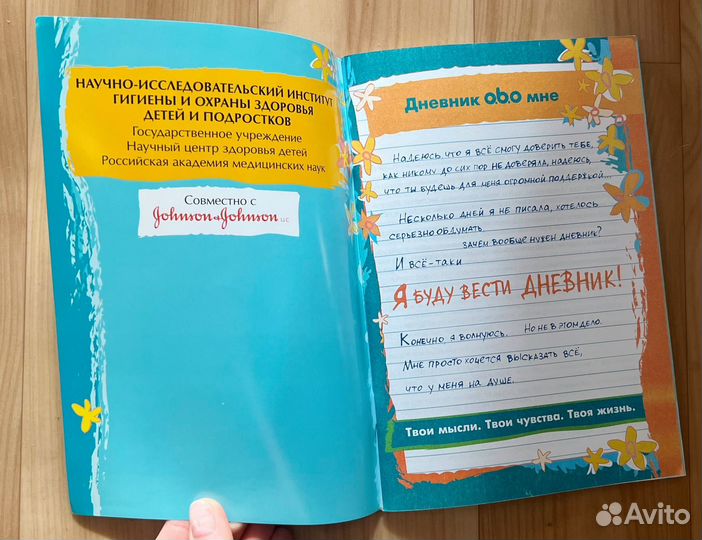 НАУЧНО-ИССЛЕДОВАТЕЛЬСКИЙ ИНСТИТУТ
ГИГИЕНЫ И ОХРАНЫ ЗДОРОВЬЯ
ДЕТЕЙ И ПОДРОСТКОВ
Государственное учреждение
Научный центр здоровья детей
Российская академия медицинских наук
Совместно с
Johnson & Johnson LLC
Дневник оbо мне
Надеюсь, что я всё смогу доверить тебе,
как никому до сих пор не доверяла, надеюсь,
что ты будешь для меня огромной поддержкой...
Несколько дней я не писала, хотелось
серьезно обдумать,
зачем вообще нужен дневник?
И всё-таки
Я БУДУ ВЕСТИ ДНЕВНИК!
Конечно, я волнуюсь. Но не в этом дело.
Мне просто хочется высказать всё,
что у меня на душе.
Твои мысли. Твои чувства. Твоя жизнь.
Avito